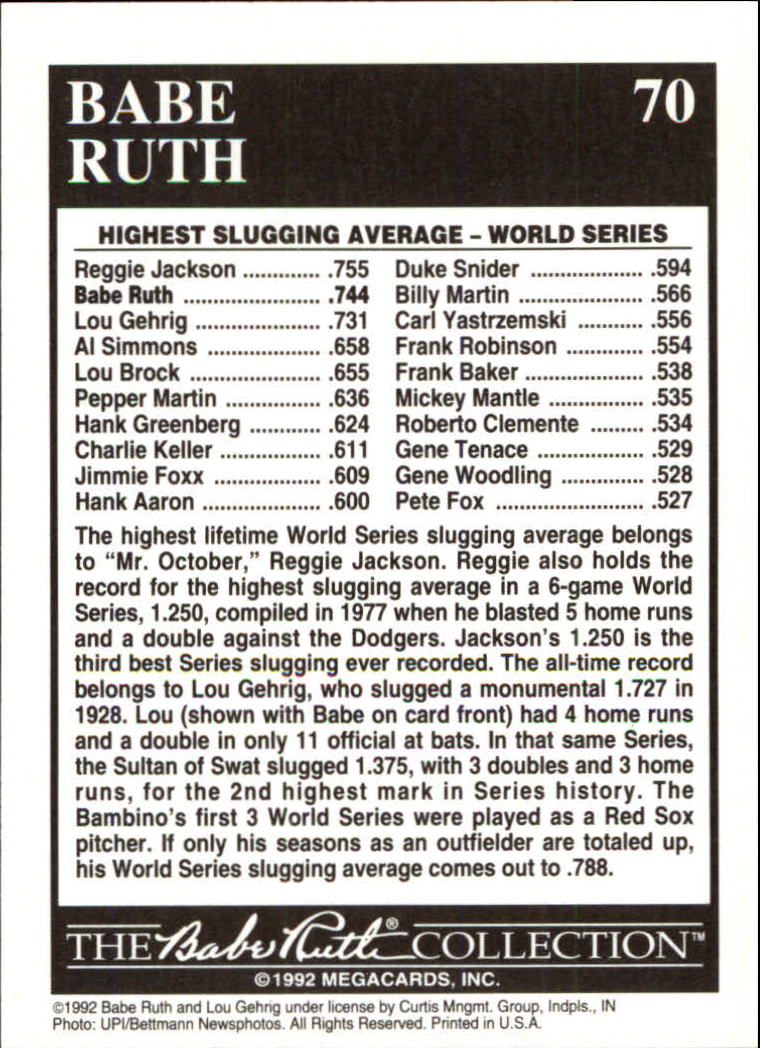 BABE
RUTH
70
HIGHEST SLUGGING AVERAGE – WORLD SERIES
Reggie Jackson ............. .755
Babe Ruth ....................... .744
Lou Gehrig ..................... .731
Al Simmons ................... .658
Lou Brock ...................... .655
Pepper Martin ................ .636
Hank Greenberg ............ .624
Charlie Keller ................. .611
Jimmie Foxx .................. .609
Hank Aaron .................... .600
Duke Snider ................... .594
Billy Martin ..................... .566
Carl Yastrzemski ........... .556
Frank Robinson ............. .554
Frank Baker .................... .538
Mickey Mantle ................ .535
Roberto Clemente ......... .534
Gene Tenace .................. .529
Gene Woodling .............. .528
Pete Fox ......................... .527
The highest lifetime World Series slugging average belongs
to “Mr. October,” Reggie Jackson. Reggie also holds the
record for the highest slugging average in a 6-game World
Series, 1.250, compiled in 1977 when he blasted 5 home runs
and a double against the Dodgers. Jackson’s 1.250 is the
third best Series slugging ever recorded. The all-time record
belongs to Lou Gehrig, who slugged a monumental 1.727 in
1928. Lou (shown with Babe on card front) had 4 home runs
and a double in only 11 official at bats. In that same Series,
the Sultan of Swat slugged 1.375, with 3 doubles and 3 home
runs, for the 2nd highest mark in Series history. The
Bambino’s first 3 World Series were played as a Red Sox
pitcher. If only his seasons as an outfielder are totaled up,
his World Series slugging average comes out to .788.
THE Babe Ruth® COLLECTION™
©1992 MEGACARDS, INC.
©1992 Babe Ruth and Lou Gehrig under license by Curtis Mngmt. Group, Indpls., IN
Photo: UPI/Bettmann Newsphotos. All Rights Reserved. Printed in U.S.A.